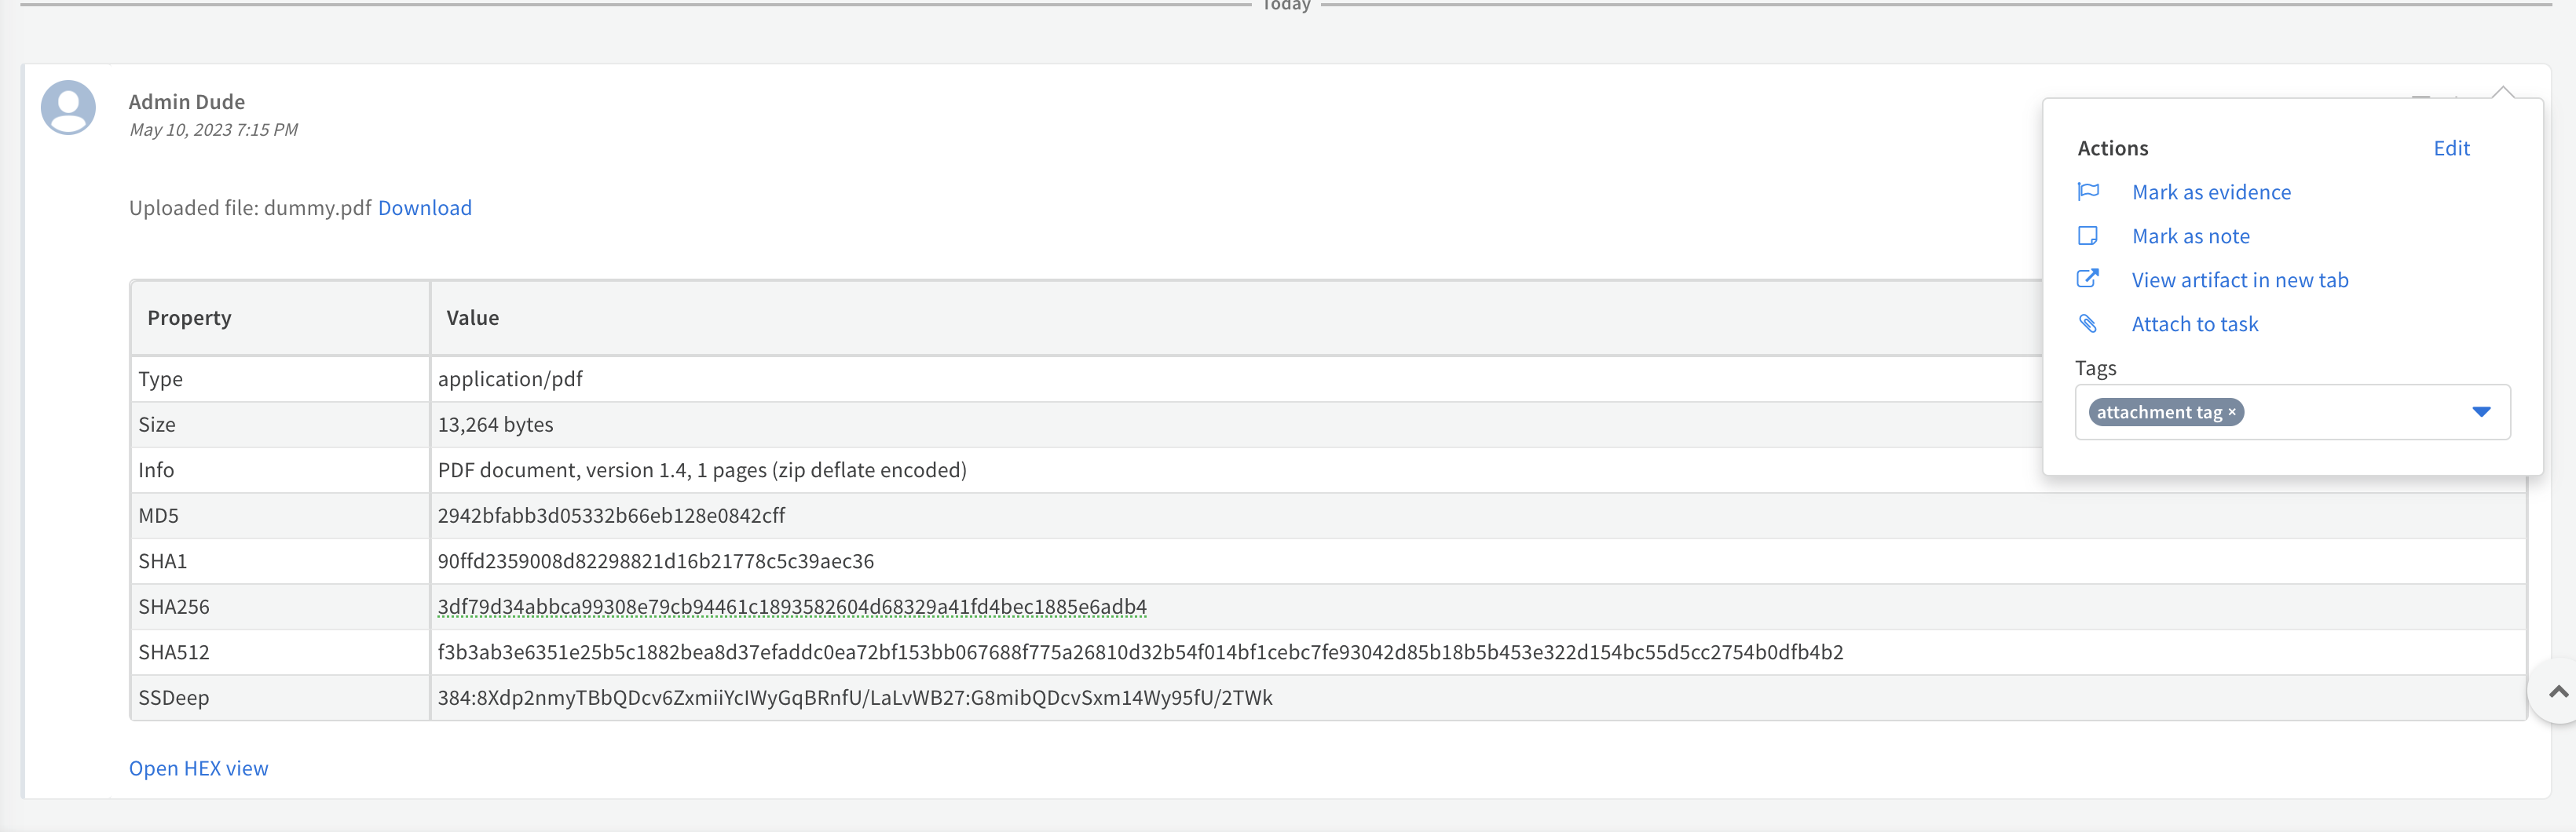 Today
Admin Dude
May 10, 2023 7:15 PM
Uploaded file: dummy.pdf Download
Property Value
Type application/pdf
Size 13,264 bytes
Info PDF document, version 1.4, 1 pages (zip deflate encoded)
MD5 2942bfabb3d05332b66eb128e0842cff
SHA1 90ffd2359008d82298821d16b21778c5c39aec36
SHA256 3df79d34abbca99308e79cb94461c1893582604d68329a41fd4bec1885e6adb4
SHA512 f3b3ab3e6351e25b5c1882bea8d37efaddc0ea72bf153bb067688f775a26810d32b54f014bf1cebc7fe93042d85b18b5b453e322d154bc55d5cc2754b0dfb4b2
SSDeep 384:8Xdp2nmyTBbQDcv6ZxmiiYcIWyGqBRnfU/LaLvWB27:G8mibQDcvSxm14Wy95fU/2TWk
Open HEX view
Actions Edit
Mark as evidence
Mark as note
View artifact in new tab
Attach to task
Tags
attachment tag ×